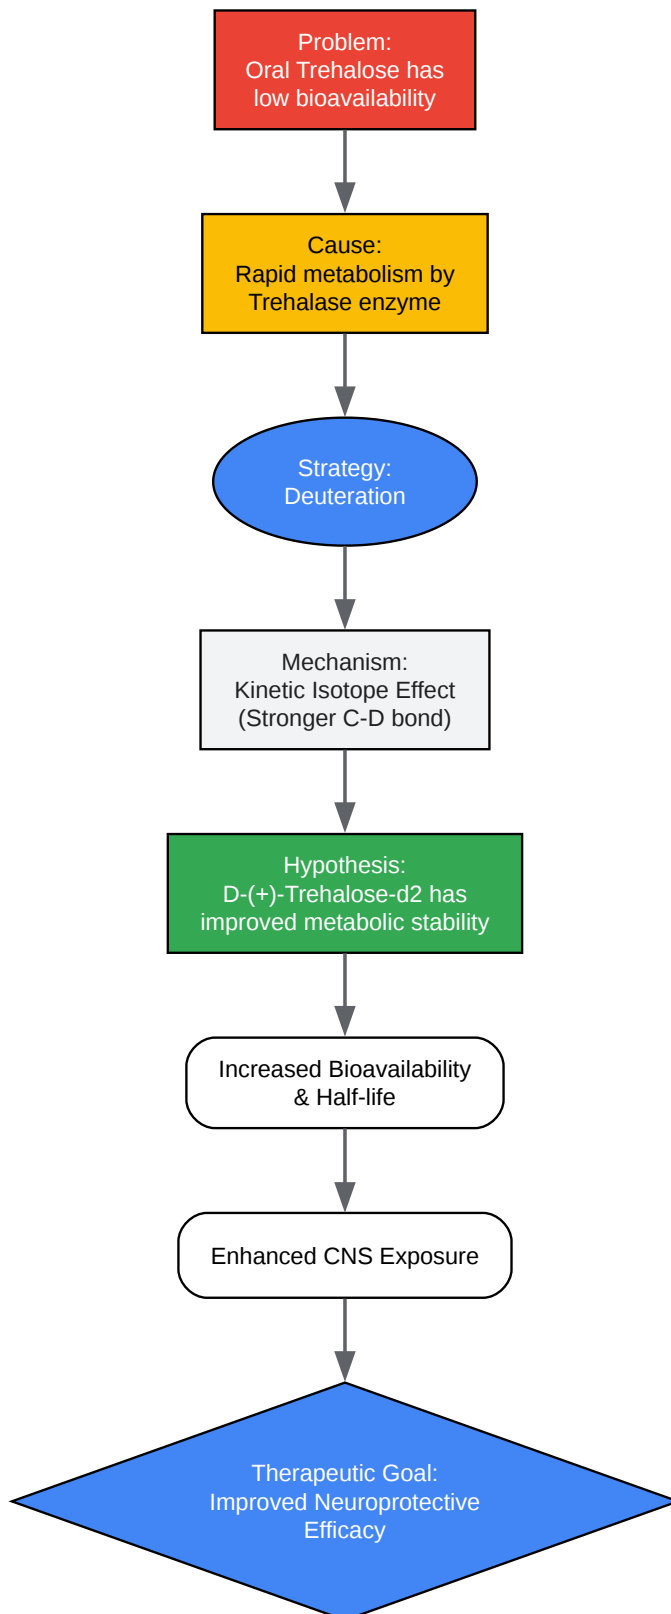 Problem:
Oral Trehalose has
low bioavailability
Cause:
Rapid metabolism by
Trehalase enzyme
Strategy:
Deuteration
Mechanism:
Kinetic Isotope Effect
(Stronger C-D bond)
Hypothesis:
D-(+)-Trehalose-d2 has
improved metabolic stability
Increased Bioavailability
& Half-life
Enhanced CNS Exposure
Therapeutic Goal:
Improved Neuroprotective
Efficacy